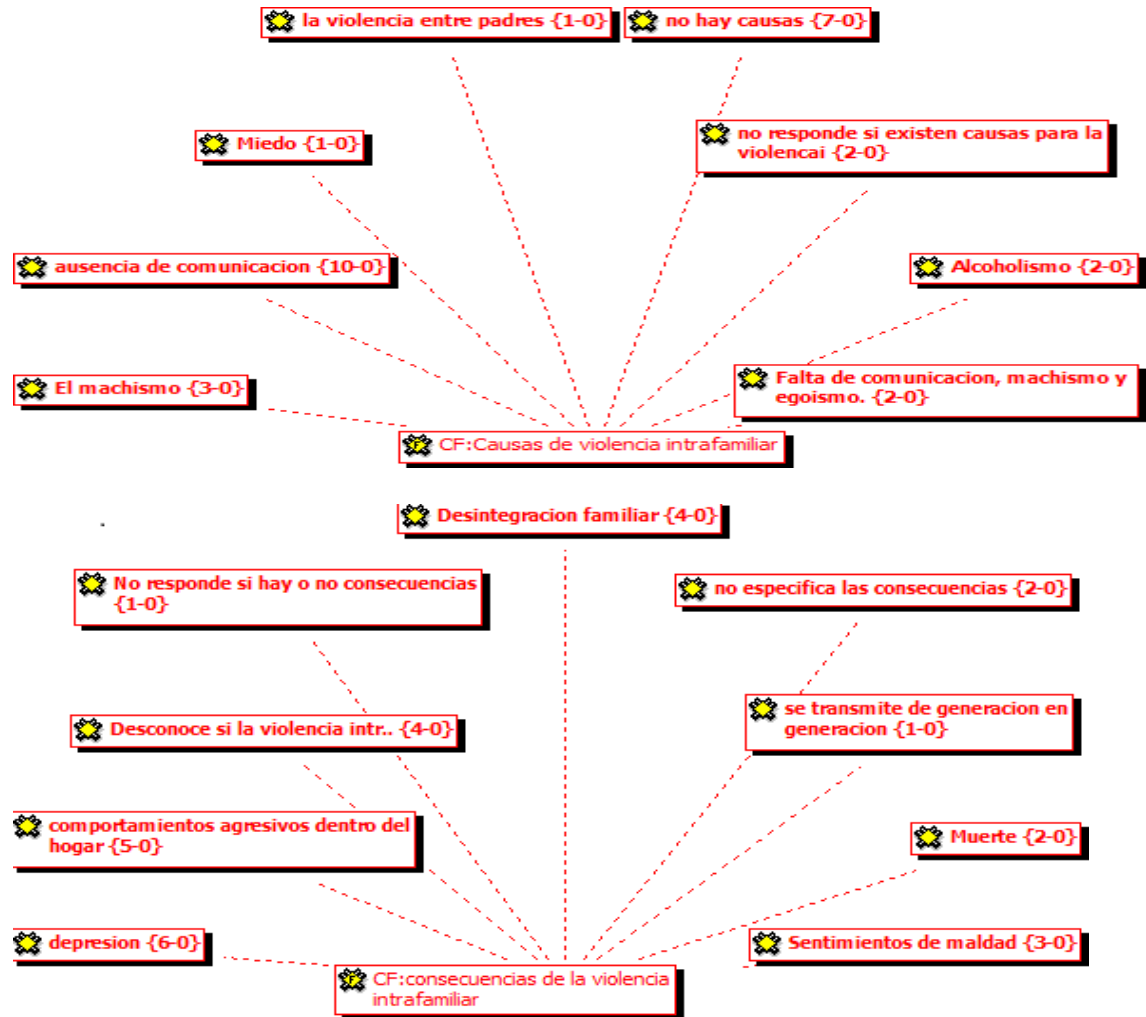 la violencia entre padres {1-0}
no hay causas {7-0}
Miedo {1-0}
no responde si existen causas para la
violencai {2-0}
ausencia de comunicacion {10-0}
Alcoholismo {2-0}
El machismo {3-0}
Falta de comunicacion, machismo y
egoismo. {2-0}
CF:Causas de violencia intrafamiliar
Desintegracion familiar {4-0}
No responde si hay o no consecuencias
{1-0}
no especifica las consecuencias {2-0}
Desconoce si la violencia intr.. {4-0}
se transmite de generacion en
generacion {1-0}
comportamientos agresivos dentro del
hogar {5-0}
Muerte {2-0}
depresion {6-0}
Sentimientos de maldad {3-0}
CF:consecuencias de la violencia
intrafamiliar